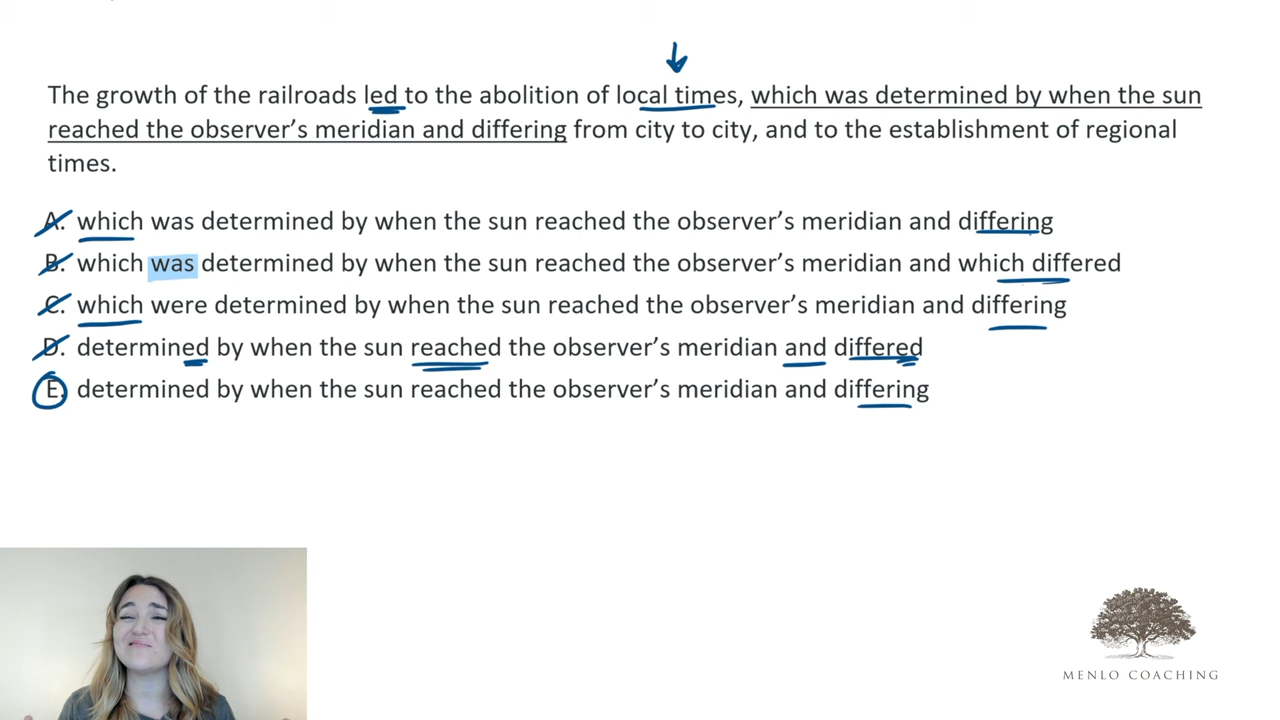 The growth of the railroads led to the abolition of local times, which was determined by when the sun
reached the observer's meridian and differing from city to city, and to the establishment of regional
times.
A. which was determined by when the sun reached the observer's meridian and differing
B. which was determined by when the sun reached the observer's meridian and which differed
C. which were determined by when the sun reached the observer's meridian and differing
D. determined by when the sun reached the observer's meridian and differed
E. determined by when the sun reached the observer's meridian and differing
MENLO COACHING